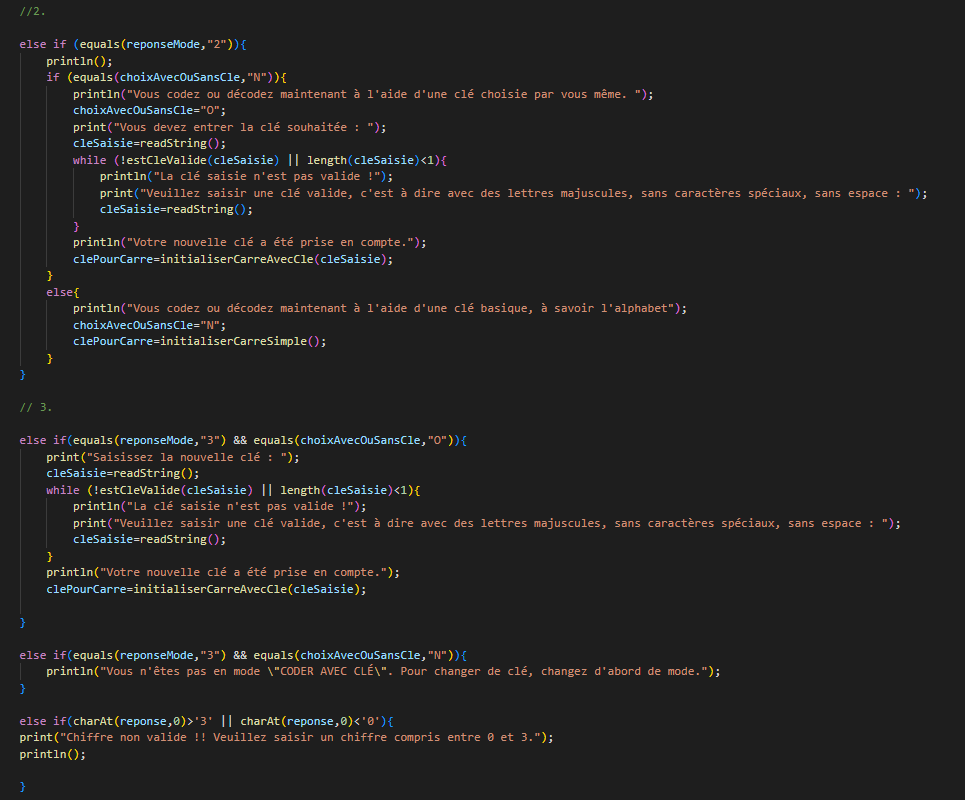 //2.
else if (equals(reponseMode,"2")){
println();
if (equals(choixAvecOuSansCle,"N")){
println("Vous codez ou décodez maintenant à l'aide d'une clé choisie par vous même. ");
choixAvecOuSansCle="O";
print("Vous devez entrer la clé souhaitée : ");
cleSaisie=readString();
while (!estCleValide(cleSaisie) || length(cleSaisie)<1){
println("La clé saisie n'est pas valide !");
print("Veuillez saisir une clé valide, c'est à dire avec des lettres majuscules, sans caractères spéciaux, sans espace : ");
cleSaisie=readString();
}
println("Votre nouvelle clé a été prise en compte.");
clePourCarre=initialiserCarreAvecCle(cleSaisie);
}
else{
println("Vous codez ou décodez maintenant à l'aide d'une clé basique, à savoir l'alphabet");
choixAvecOuSansCle="N";
clePourCarre=initialiserCarreSimple();
}
}
// 3.
else if(equals(reponseMode,"3") && equals(choixAvecOuSansCle,"O")){
print("Saisissez la nouvelle clé : ");
cleSaisie=readString();
while (!estCleValide(cleSaisie) || length(cleSaisie)<1){
println("La clé saisie n'est pas valide !");
print("Veuillez saisir une clé valide, c'est à dire avec des lettres majuscules, sans caractères spéciaux, sans espace : ");
cleSaisie=readString();
}
println("Votre nouvelle clé a été prise en compte.");
clePourCarre=initialiserCarreAvecCle(cleSaisie);
}
else if(equals(reponseMode,"3") && equals(choixAvecOuSansCle,"N")){
println("Vous n'êtes pas en mode \"CODER AVEC CLÉ\". Pour changer de clé, changez d'abord de mode.");
}
else if(charAt(reponse,0)>'3' || charAt(reponse,0)<'0'){
print("Chiffre non valide !! Veuillez saisir un chiffre compris entre 0 et 3.");
println();
}